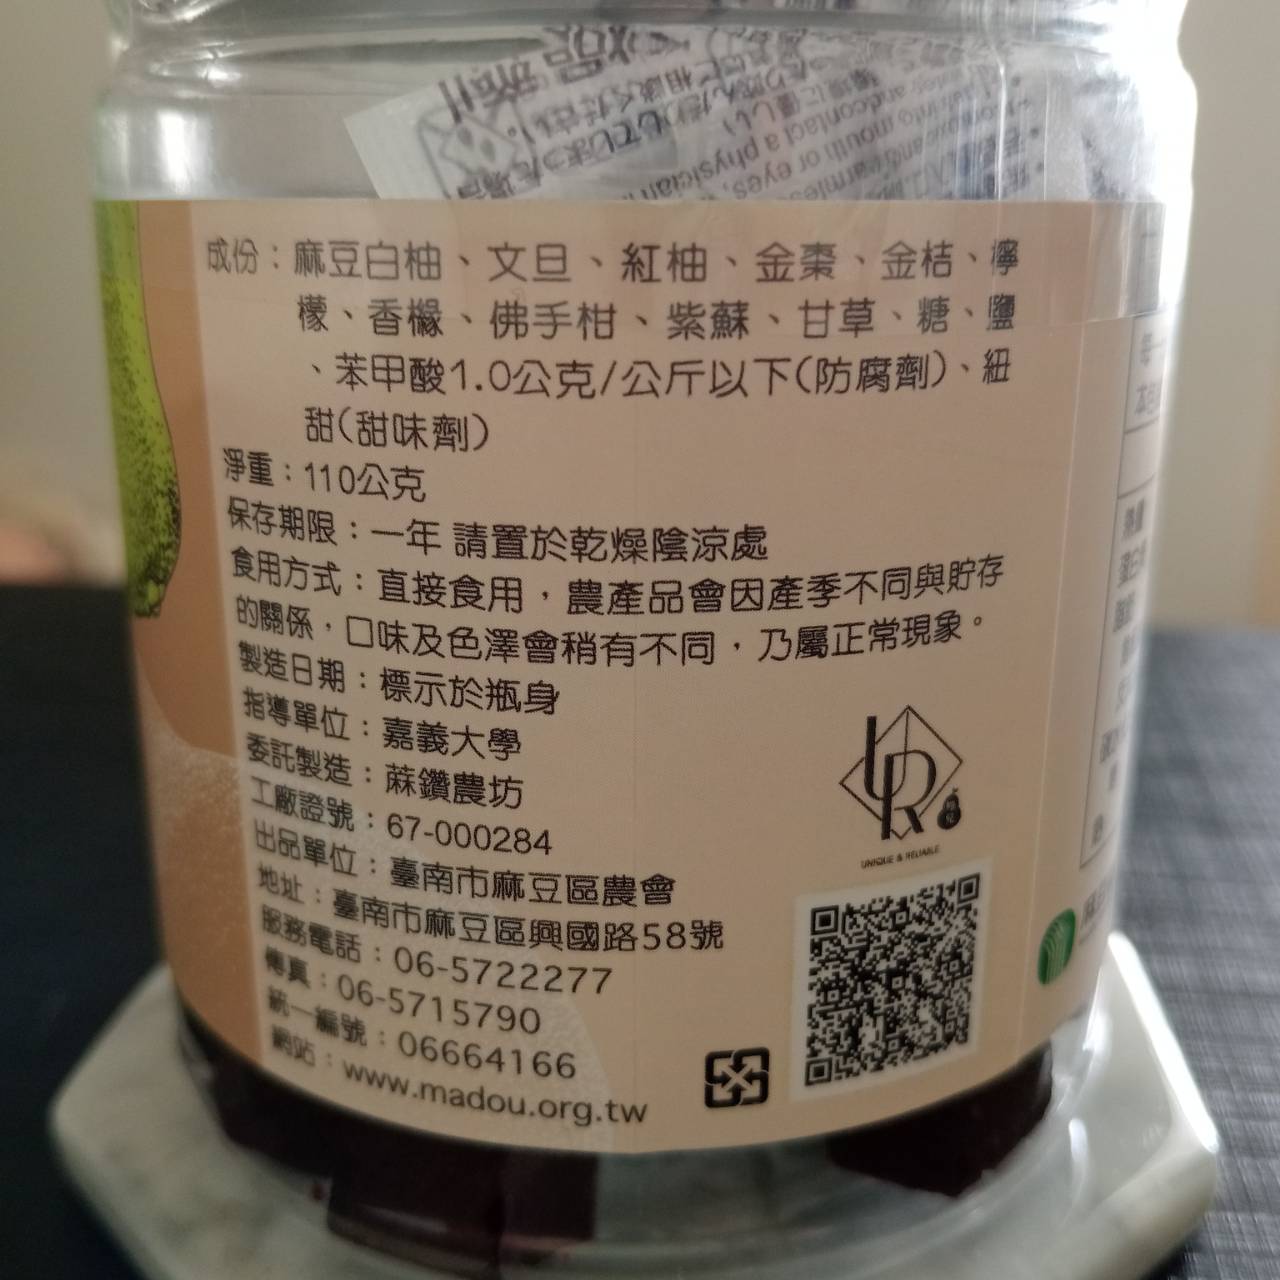 成份：麻豆白柚、文旦、紅柚、金棗、金桔、檸
檬、香櫞、佛手柑、紫蘇、甘草、糖、鹽
、苯甲酸1.0公克/公斤以下(防腐劑)、紐
甜(甜味劑)
淨重：110公克
保存期限：一年 請置於乾燥陰涼處
食用方式：直接食用，農產品會因產季不同與貯存
的關係，口味及色澤會稍有不同，乃屬正常現象。
製造日期：標示於瓶身
指導單位：嘉義大學
委託製造：蔴鑽農坊
工廠證號：67-000284
出品單位：臺南市麻豆區農會
地址：臺南市麻豆區興國路58號
服務電話：06-5722277
傳真：06-5715790
統一編號：06664166
網站：www.madou.org.tw
UR
UNIQUE & RELIABLE